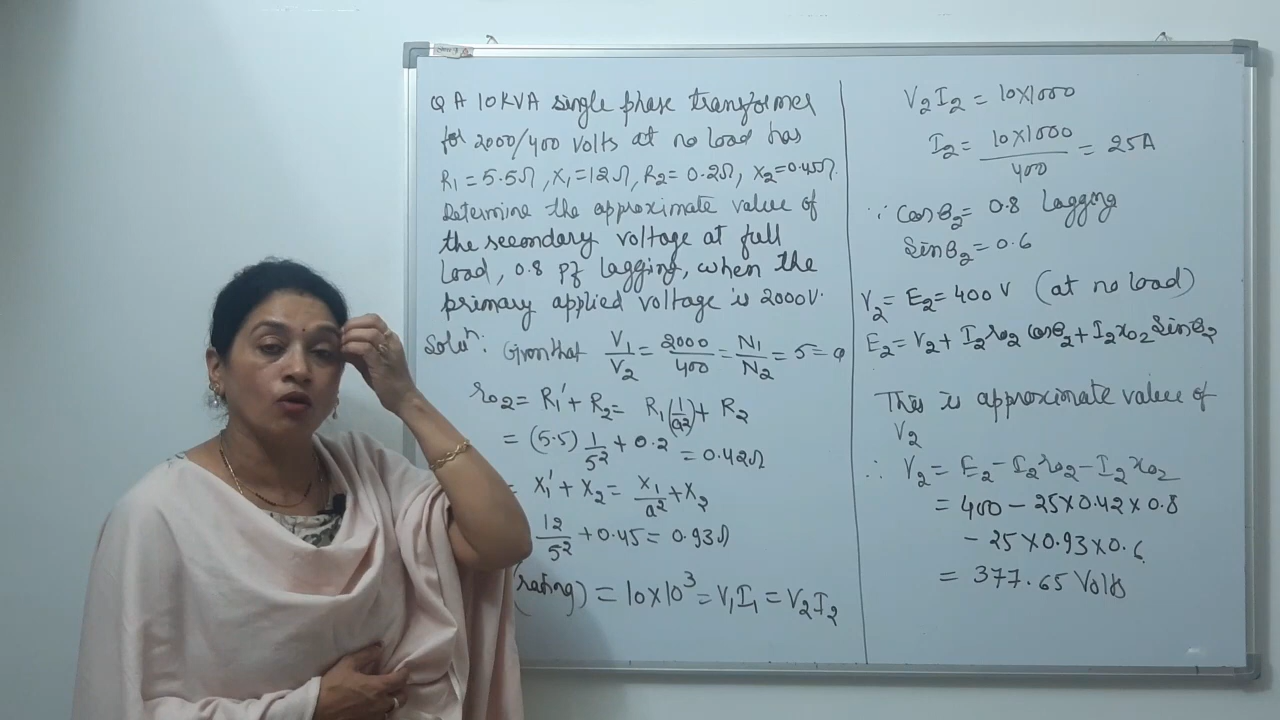 Q A 10KVA single phase transformer
for 2000/400 volts at no load has
R₁ = 5.5Ω, X₁ = 12Ω, R₂ = 0.2Ω, X₂ = 0.45Ω.
Determine the approximate value of
the secondary voltage at full
load, 0.8 pf lagging, when the
primary applied voltage is 2000V.
Soluⁿ: Given that V₁/V₂ = 2000/400 = N₁/N₂ = 5 = a
r₀₂ = R₁' + R₂ = R₁(1/a²) + R₂
= (5.5) 1/5² + 0.2 = 0.42Ω
= X₁' + X₂ = X₁/a² + X₂
12/5² + 0.45 = 0.93Ω
(rating) = 10×10³ = V₁I₁ = V₂I₂
V₂I₂ = 10×1000
I₂ = 10×1000/400 = 25A
∵ Cosθ₂ = 0.8 Lagging
Sinθ₂ = 0.6
V₂ = E₂ = 400 V (at no load)
E₂ = V₂ + I₂r₀₂ Cosθ₂ + I₂x₀₂ Sinθ₂
This is approximate value of
V₂
∴ V₂ = E₂ - I₂r₀₂ - I₂x₀₂
= 400 - 25×0.42×0.8
- 25×0.93×0.6
= 377.65 Volts